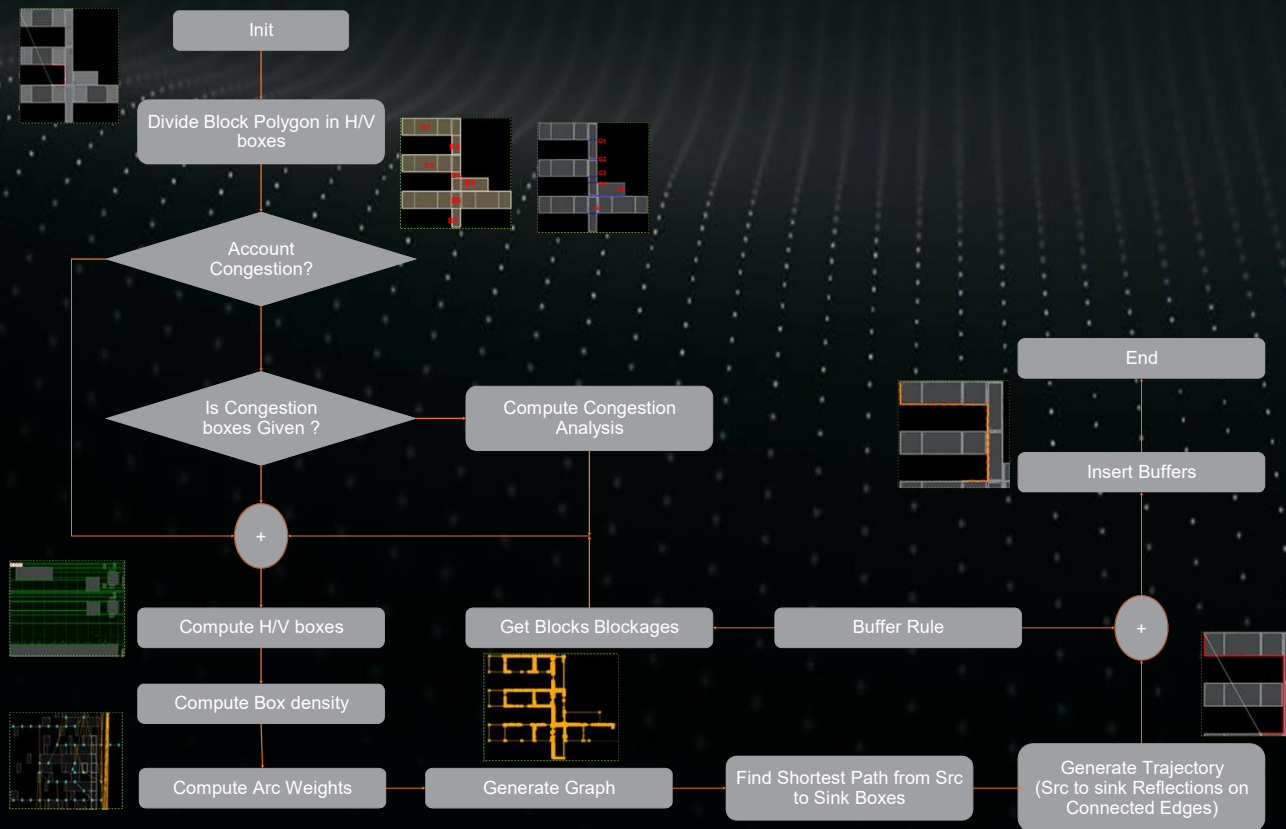 Init
Divide Block Polygon in H/V
boxes
Account
Congestion?
Is Congestion
boxes Given ?
Compute Congestion
Analysis
+
Compute H/V boxes
Get Blocks Blockages
Buffer Rule
+
Compute Box density
Compute Arc Weights
Generate Graph
Find Shortest Path from Src
to Sink Boxes
Generate Trajectory
(Src to sink Reflections on
Connected Edges)
Insert Buffers
End